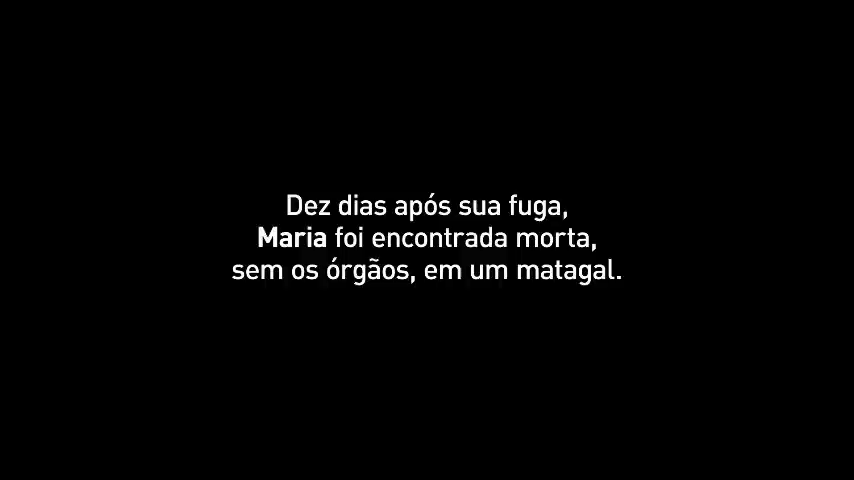 Dez dias após sua fuga,
Maria foi encontrada morta,
sem os órgãos, em um matagal.